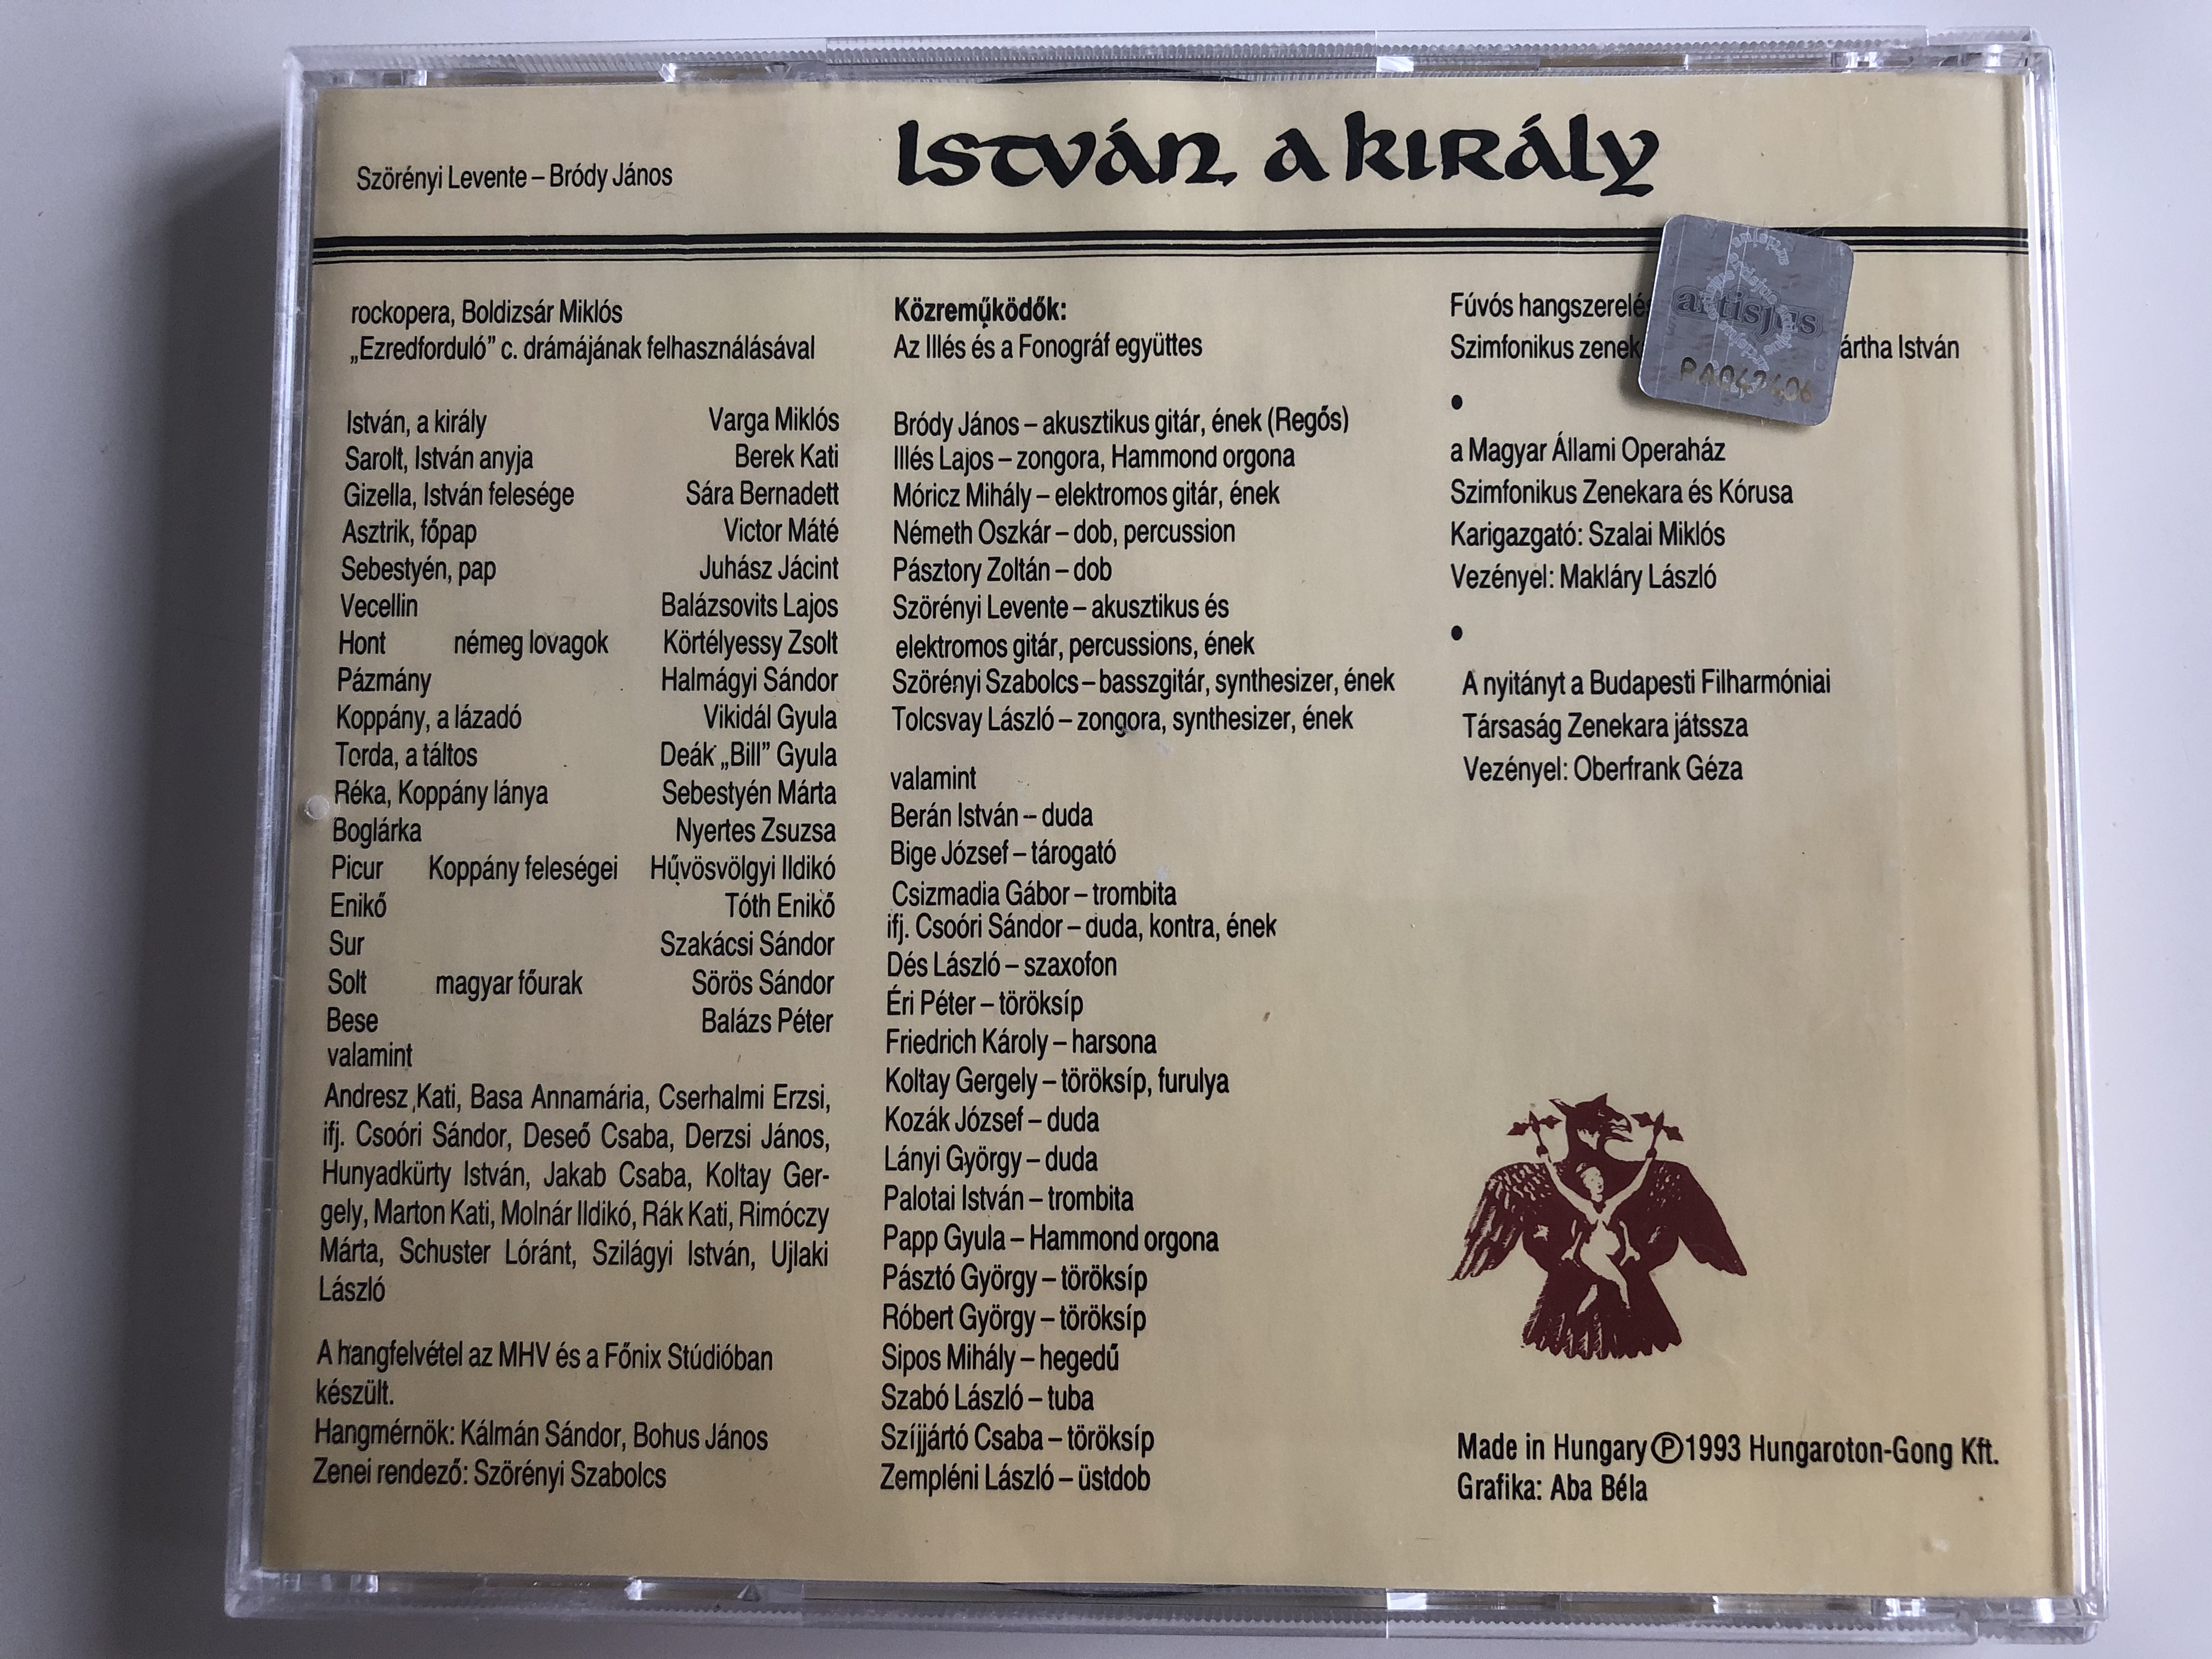 Szörényi Levente – Bródy János
István, a király
rockopera, Boldizsár Miklós
„Ezredforduló” c. drámájának felhasználásával
István, a király Varga Miklós
Sarolt, István anyja Berek Kati
Gizella, István felesége Sára Bernadett
Asztrik, főpap Victor Máté
Sebestyén, pap Juhász Jácint
Vecellin Balázsovits Lajos
Hont némeg lovagok Körtélyessy Zsolt
Pázmány Halmágyi Sándor
Koppány, a lázadó Vikidál Gyula
Torda, a táltos Deák „Bill” Gyula
Réka, Koppány lánya Sebestyén Márta
Boglárka Nyertes Zsuzsa
Picur Koppány feleségei Hűvösvölgyi Ildikó
Enikő Tóth Enikő
Sur Szakácsi Sándor
Solt magyar főurak Sörös Sándor
Bese Balázs Péter
valamint
Andresz Kati, Basa Annamária, Cserhalmi Erzsi,
ifj. Csoóri Sándor, Deseő Csaba, Derzsi János,
Hunyadkürty István, Jakab Csaba, Koltay Ger-
gely, Marton Kati, Molnár Ildikó, Rák Kati, Rimóczy
Márta, Schuster Lóránt, Szilágyi István, Ujlaki
László
A hangfelvétel az MHV és a Főnix Stúdióban
készült.
Hangmérnök: Kálmán Sándor, Bohus János
Zenei rendező: Szörényi Szabolcs
Közreműködők:
Az Illés és a Fonográf együttes
Bródy János – akusztikus gitár, ének (Regős)
Illés Lajos – zongora, Hammond orgona
Móricz Mihály – elektromos gitár, ének
Németh Oszkár – dob, percussion
Pásztory Zoltán – dob
Szörényi Levente – akusztikus és
elektromos gitár, percussions, ének
Szörényi Szabolcs – basszgitár, synthesizer, ének
Tolcsvay László – zongora, synthesizer, ének
valamint
Berán István – duda
Bige József – tárogató
Csizmadia Gábor – trombita
ifj. Csoóri Sándor – duda, kontra, ének
Dés László – szaxofon
Éri Péter – töröksíp
Friedrich Károly – harsona
Koltay Gergely – töröksíp, furulya
Kozák József – duda
Lányi György – duda
Palotai István – trombita
Papp Gyula – Hammond orgona
Pásztó György – töröksíp
Róbert György – töröksíp
Sipos Mihály – hegedű
Szabó László – tuba
Szíjjártó Csaba – töröksíp
Zempléni László – üstdob
Fúvós
Szimfonikus István
artisjus
• 
a Magyar Állami Operaház
Szimfonikus Zenekara és Kórusa
Karigazgató: Szalai Miklós
Vezényel: Makláry László
•
A nyitányt a Budapesti Filharmóniai
Társaság Zenekara játssza
Vezényel: Oberfrank Géza
Made in Hungary Ⓟ 1993 Hungaroton-Gong Kft.
Grafika: Aba Béla